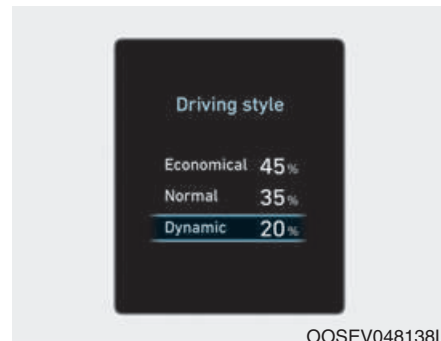 Driving style
Economical 45%
Normal 35%
Dynamic 20%
OOSEV048138L